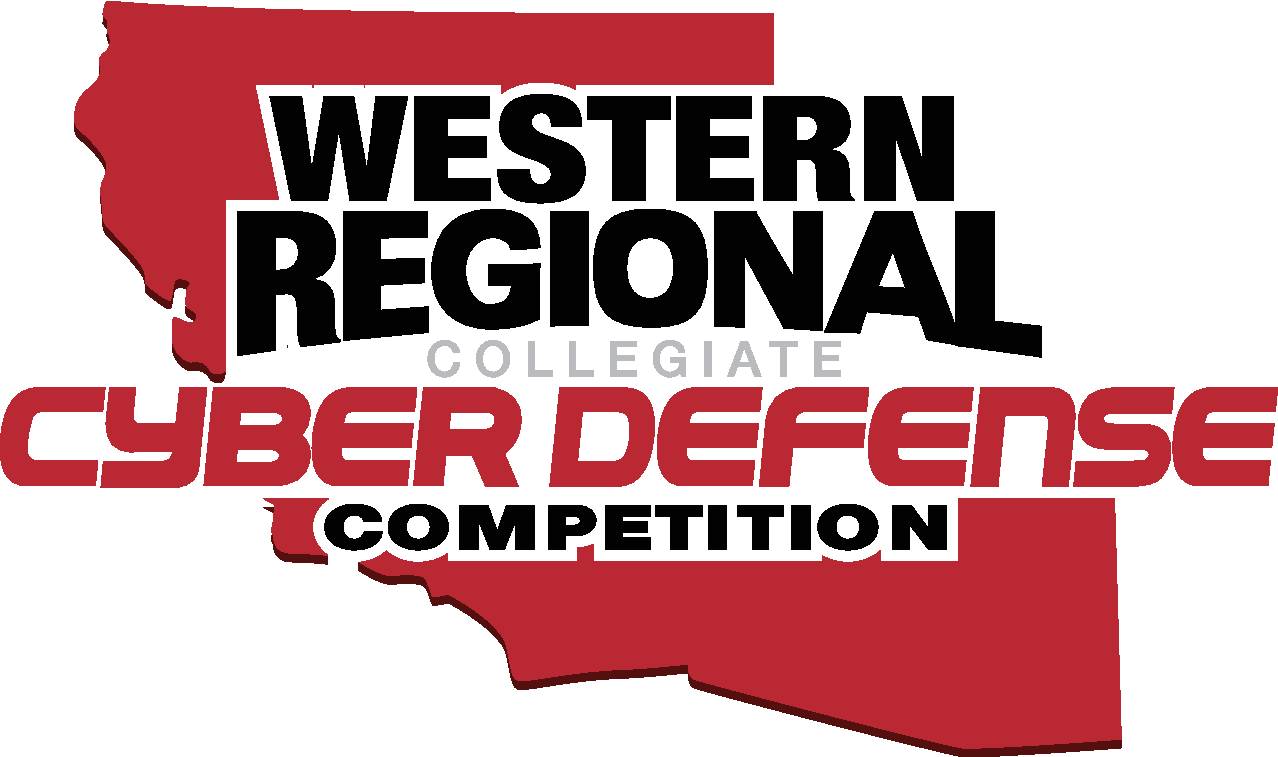 WESTERN
REGIONAL
COLLEGIATE
CYBER DEFENSE
COMPETITION